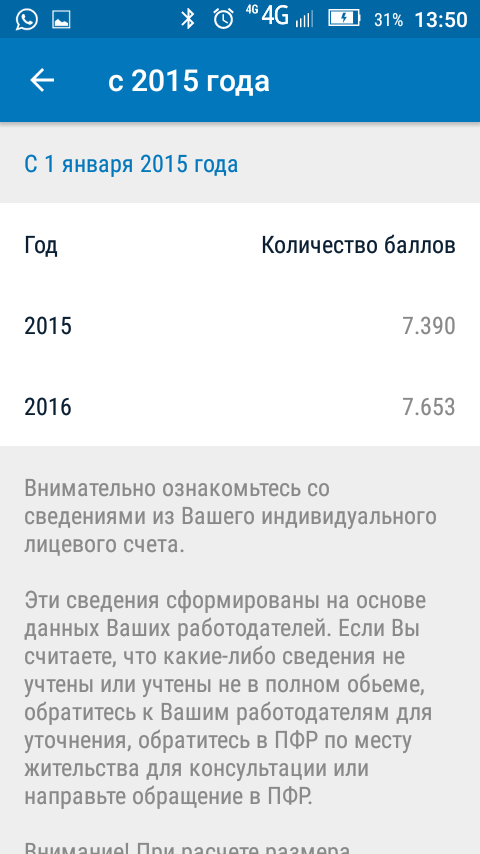 4G 4G 31% 13:50
с 2015 года
С 1 января 2015 года
Год Количество баллов
2015 7.390
2016 7.653
Внимательно ознакомьтесь со
сведениями из Вашего индивидуального
лицевого счета.
Эти сведения сформированы на основе
данных Ваших работодателей. Если Вы
считаете, что какие-либо сведения не
учтены или учтены не в полном обьеме,
обратитесь к Вашим работодателям для
уточнения, обратитесь в ПФР по месту
жительства для консультации или
направьте обращение в ПФР.
Внимание! При расчете размера